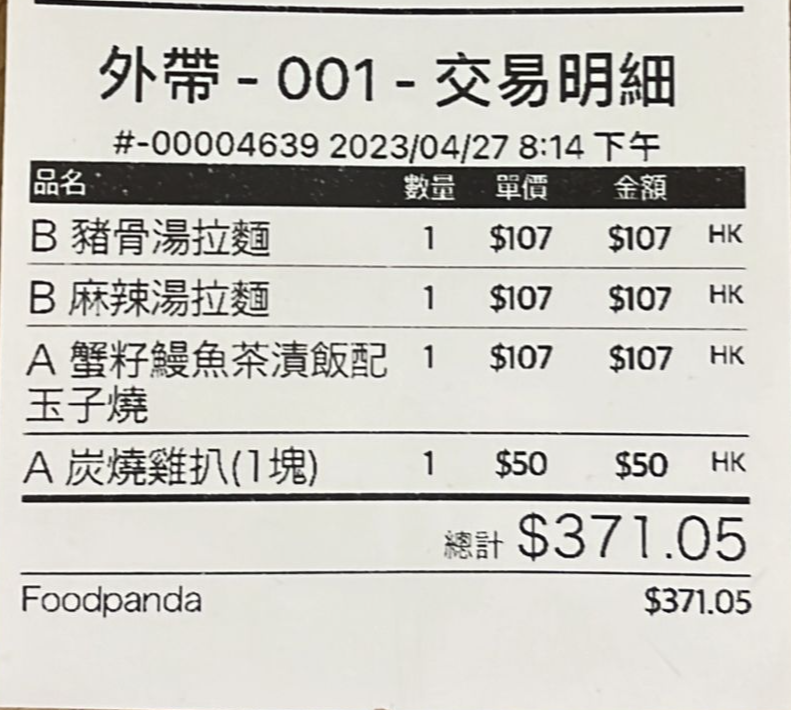 外帶 - 001 - 交易明細
#-00004639 2023/04/27 8:14 下午
品名 數量 單價 金額
B 豬骨湯拉麵 1 $107 $107 HK
B 麻辣湯拉麵 1 $107 $107 HK
A 蟹籽鰻魚茶漬飯配 1 $107 $107 HK
玉子燒
A 炭燒雞扒(1塊) 1 $50 $50 HK
總計 $371.05
Foodpanda $371.05